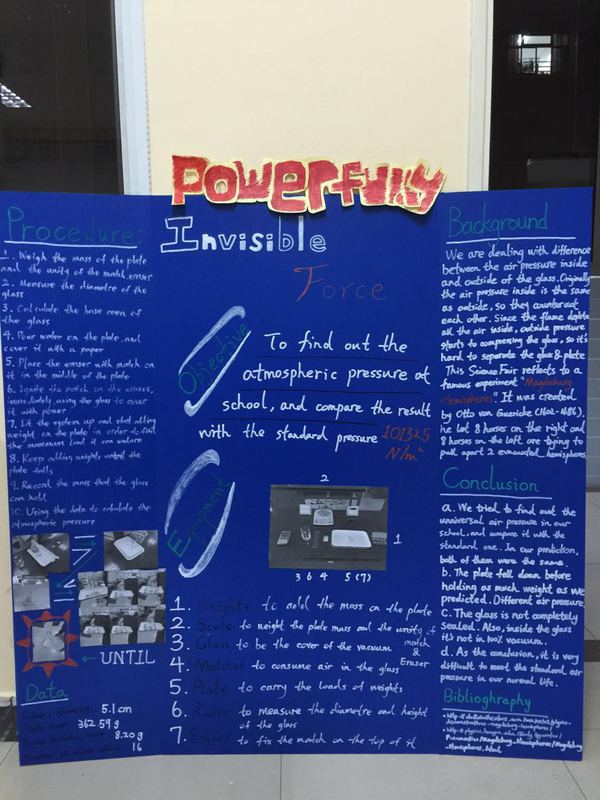 POWERFULLY
Invisible
Force
Procedure:
1. Weigh the mass of the plate
and the unity of the match, eraser
2. Measure the diametre of the
glass
3. Calculate the base area of
the glass
4. Pour water on the plate, and
cover it with a paper
5. Place the eraser with match on
it in the middle of the plate
6. Ignite the match on the eraser,
immediately using the glass to cover
it with power
7. Lit the system up and start adding
weight on the plate in order to find
the maximum load it can endure
8. Keep adding weights until the
plate falls
9. Record the mass that the glass
can hold
10. Using the data to calculate the
atmospheric pressure
UNTIL
Data
Glass diametre 5.1cm
Plate mass 362.59g
8.20g
16
Objective
To find out the
atmospheric pressure at
school, and compare the result
with the standard pressure 101325
N/m²
Equipment
2
1
3 6 4 5(7)
1. Weights to add the mass on the plate
2. Scale to weight the plate mass and the unity of
match &
Eraser
3. Glass to be the cover of the vacuum
4. Matches to consume air in the glass
5. Plate to carry the loads of weights
6. Ruler to measure the diametre and height
of the glass
7. Eraser to fix the match on the top of it
Background
We are dealing with difference
between the air pressure inside
and outside of the glass. Originally
the air pressure inside is the same
as outside, so they counteract
each other. Since the flame deplete
all the air inside, outside pressure
starts to compressing the glass, so it's
hard to separate the glass & plate.
This Science Fair reflects to a
famous experiment "Magdeburg
Hemispheres". It was created
by Otto von Guericke (1602-1686).
he let 8 horses on the right and
8 horses on the left are trying to
pull apart 2 evacuated hemispheres
Conclusion
a. We tried to find out the
universal air pressure in our
school, and compare it with the
standard one. In our prediction,
both of them were the same.
b. The plate fell down before
holding as much weight as we
predicted. Different air pressure.
c. The glass is not completely
sealed. Also, inside the glass
it's not in 100% vacuum.
d. As the conclusion, it is very
difficult to meet the standard air
pressure in our normal life.
Biblioghraphy